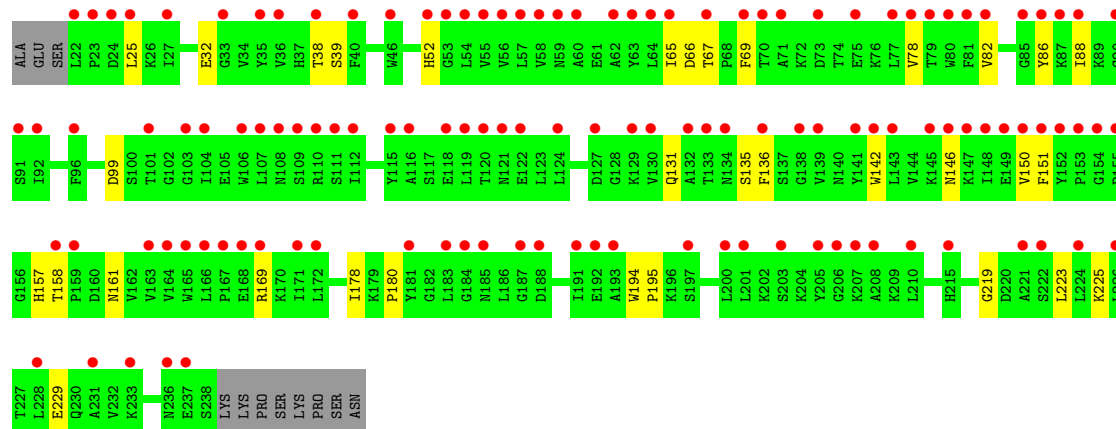 ALA GLU SER L22 P23 D24 L25 K26 I27 E32 G33 V34 Y35 V36 H37 T38 S39 F40 W46 H52 G53 L54 V55 V56 L57 V58 N59 A60 E61 A62 Y63 L64 I65 D66 T67 P68 F69 T70 A71 K72 D73 T74 E75 K76 L77 V78 T79 W80 F81 V82 G85 Y86 K87 I88 K89
S91 I92 F96 D99 S100 T101 G102 G103 I104 E105 W106 L107 N108 S109 R110 S111 I112 Y115 A116 S117 E118 L119 T120 N121 E122 L123 L124 D127 G128 K129 V130 Q131 A132 T133 N134 S135 F136 S137 G138 V139 N140 Y141 W142 L143 V144 K145 N146 K147 I148 E149 V150 F151 Y152 P153 G154
G156 H157 T158 P159 D160 N161 V162 V163 V164 W165 L166 P167 E168 R169 K170 I171 L172 I178 K179 P180 Y181 G182 L183 G184 N185 L186 G187 D188 I191 E192 A193 W194 P195 K196 S197 L200 L201 K202 S203 K204 Y205 G206 K207 A208 K209 L210 H215 G219 D220 A221 S222 L223 L224 K225
T227 L228 E229 Q230 A231 V232 K233 N236 E237 S238 LYS LYS PRO SER LYS PRO SER ASN